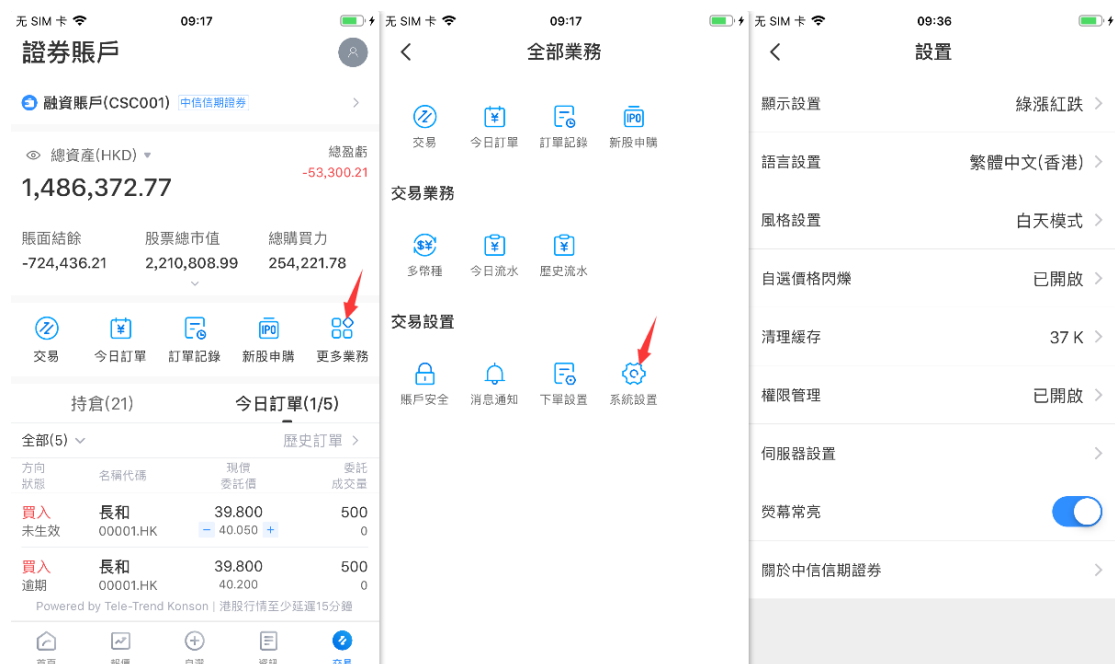 无 SIM 卡
09:17
證券賬戶
融資賬戶(CSC001) 中信信期證券
總資產(HKD)
總盈虧
1,486,372.77
-53,300.21
賬面結餘 股票總市值 總購買力
-724,436.21 2,210,808.99 254,221.78
交易 今日訂單 訂單記錄 新股申購 更多業務
持倉(21) 今日訂單(1/5)
全部(5) 歷史訂單
方向 名稱代碼 現價 委託
狀態 委託價 成交量
買入 長和 39.800 500
未生效 00001.HK − 40.050 + 0
買入 長和 39.800 500
逾期 00001.HK 40.200 0
Powered by Tele-Trend Konson | 港股行情至少延遲15分鐘
无 SIM 卡
09:17
全部業務
交易 今日訂單 訂單記錄 新股申購
交易業務
多幣種 今日流水 歷史流水
交易設置
賬戶安全 消息通知 下單設置 系統設置
无 SIM 卡
09:36
設置
顯示設置 綠漲紅跌
語言設置 繁體中文(香港)
風格設置 白天模式
自選價格閃爍 已開啟
清理緩存 37 K
權限管理 已開啟
伺服器設置
熒幕常亮
關於中信信期證券